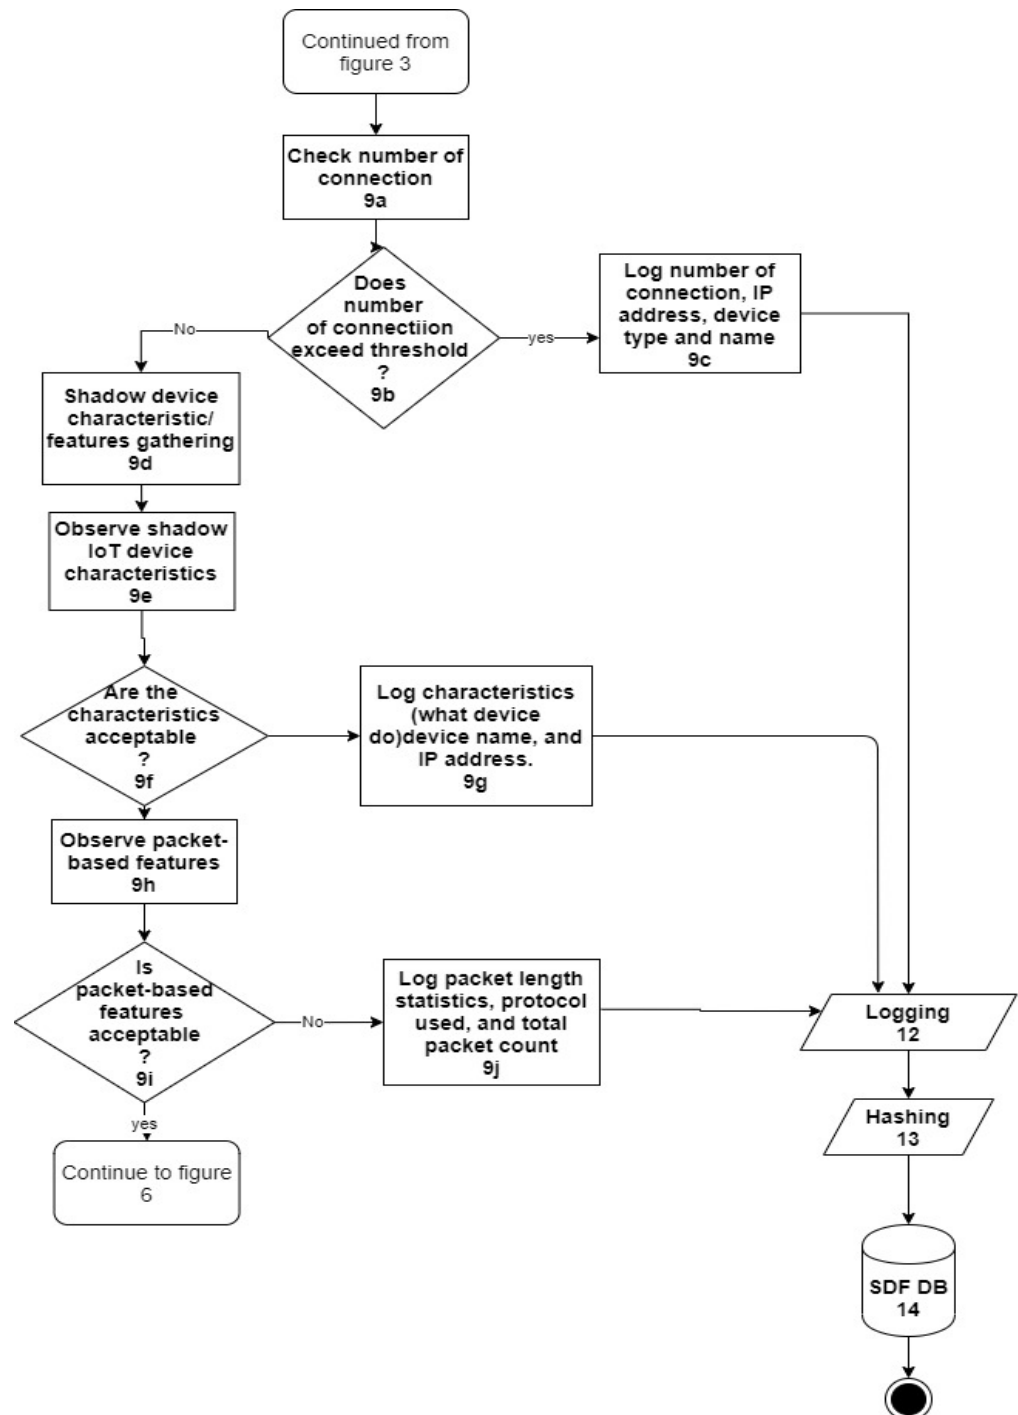 Continued from
figure 3
Check number of
connection
9a
Does
number
of connectiion
exceed threshold
?
9b
No
yes
Log number of
connection, IP
address, device
type and name
9c
Shadow device
characteristic/
features gathering
9d
Observe shadow
IoT device
characteristics
9e
Are the
characteristics
acceptable
?
9f
Log characteristics
(what device
do)device name, and
IP address.
9g
Observe packet-
based features
9h
Is
packet-based
features
acceptable
?
9i
No
Log packet length
statistics, protocol
used, and total
packet count
9j
Logging
12
Hashing
13
yes
Continue to figure
6
SDF DB
14